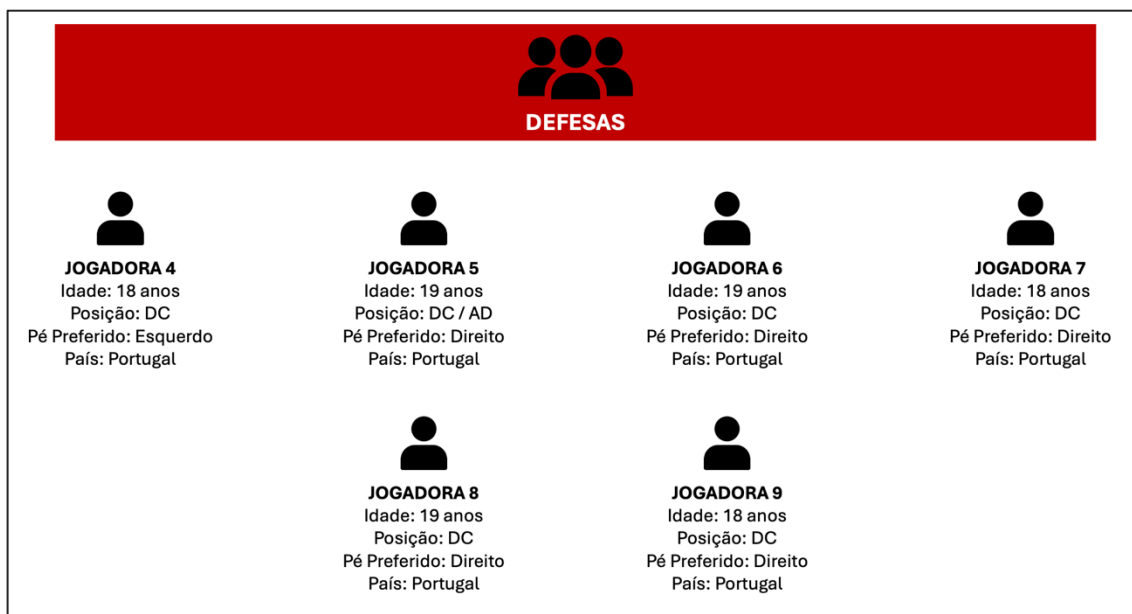 DEFESAS
JOGADORA 4
Idade: 18 anos
Posição: DC
Pé Preferido: Esquerdo
País: Portugal
JOGADORA 5
Idade: 19 anos
Posição: DC / AD
Pé Preferido: Direito
País: Portugal
JOGADORA 6
Idade: 19 anos
Posição: DC
Pé Preferido: Direito
País: Portugal
JOGADORA 7
Idade: 18 anos
Posição: DC
Pé Preferido: Direito
País: Portugal
JOGADORA 8
Idade: 19 anos
Posição: DC
Pé Preferido: Direito
País: Portugal
JOGADORA 9
Idade: 18 anos
Posição: DC
Pé Preferido: Direito
País: Portugal